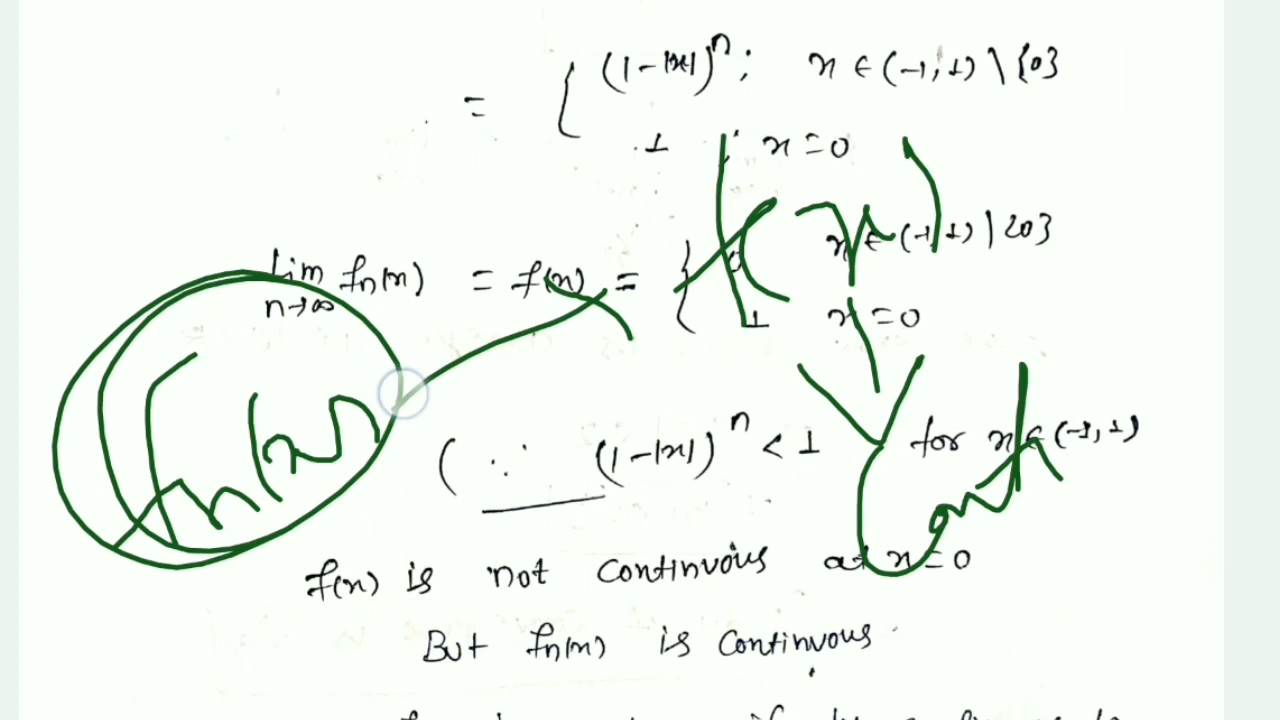 = { (1-|x|)^n ; x ∈ (-1, 1) \ {0}
1 ; x = 0
lim n→∞ fn(x) = f(x) = { 0 x ∈ (-1, 1) | {0}
1 x = 0
fn(x) f(x)
(∵ (1-|x|)^n < 1 for x ∈ (-1, 1)
Cont
f(x) is not continuous at x = 0
But fn(x) is continuous